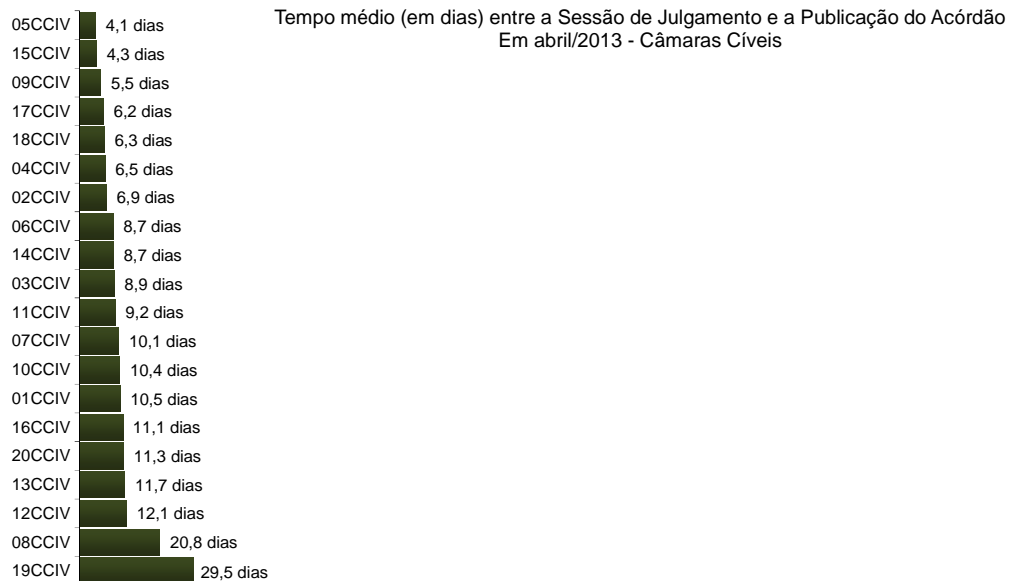 Tempo médio (em dias) entre a Sessão de Julgamento e a Publicação do Acórdão
Em abril/2013 - Câmaras Cíveis
05CCIV 4,1 dias
15CCIV 4,3 dias
09CCIV 5,5 dias
17CCIV 6,2 dias
18CCIV 6,3 dias
04CCIV 6,5 dias
02CCIV 6,9 dias
06CCIV 8,7 dias
14CCIV 8,7 dias
03CCIV 8,9 dias
11CCIV 9,2 dias
07CCIV 10,1 dias
10CCIV 10,4 dias
01CCIV 10,5 dias
16CCIV 11,1 dias
20CCIV 11,3 dias
13CCIV 11,7 dias
12CCIV 12,1 dias
08CCIV 20,8 dias
19CCIV 29,5 dias